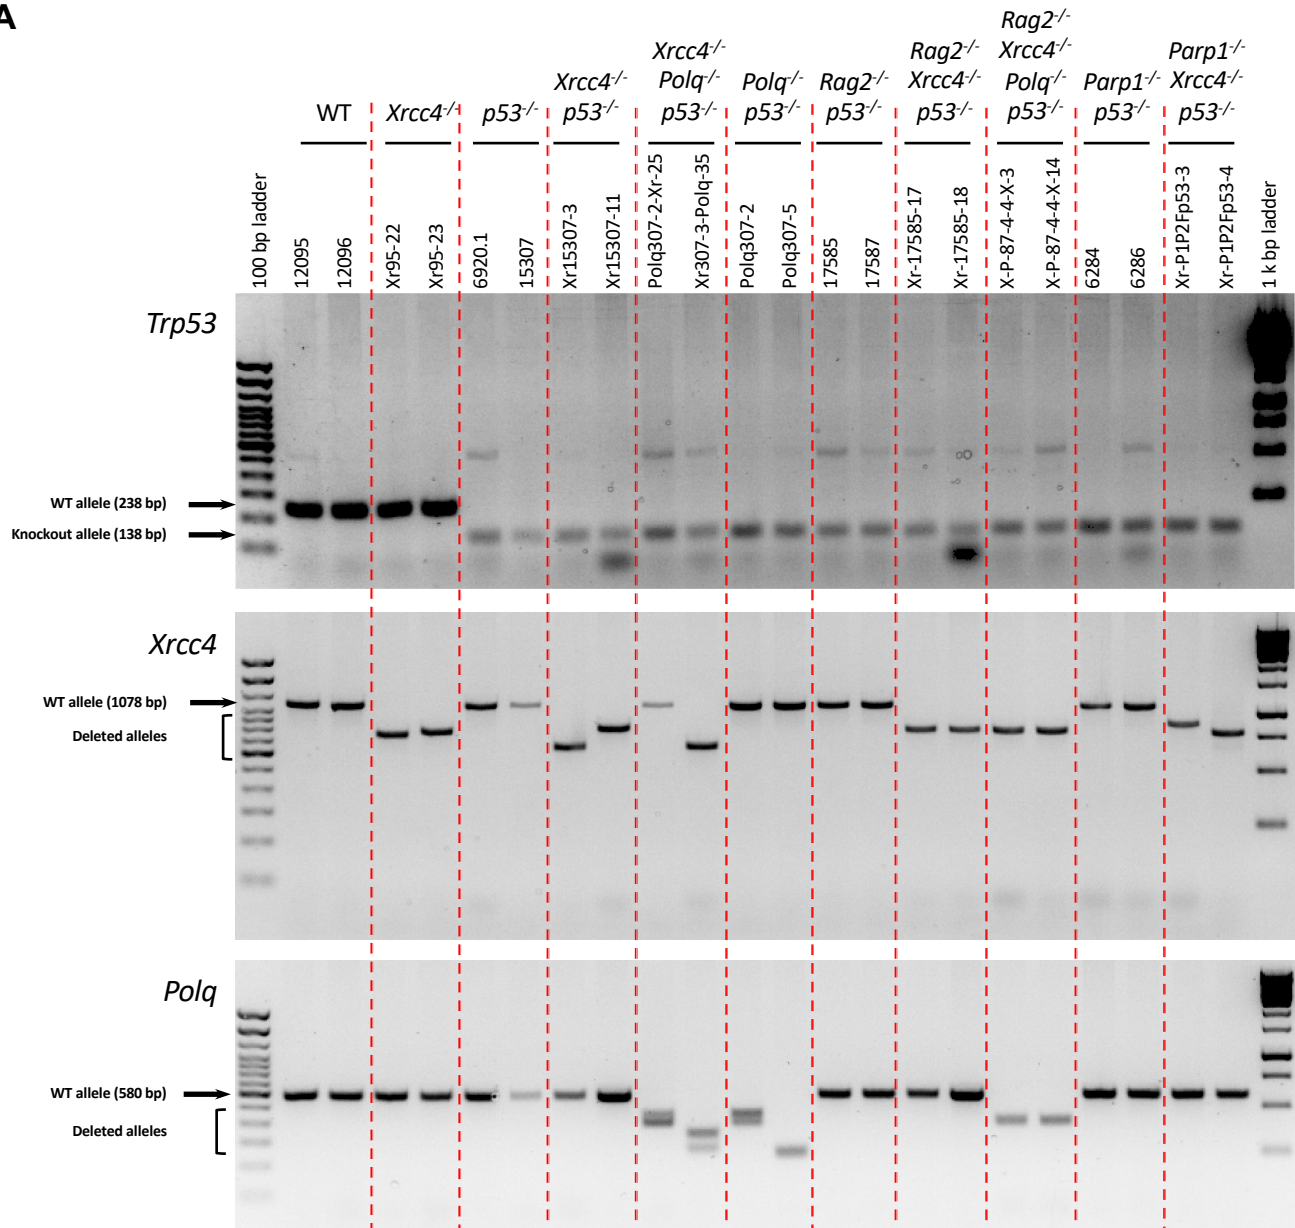 A
WT
Xrcc4-/-
p53-/-
Xrcc4-/-
p53-/-
Xrcc4-/-
Polq-/-
p53-/-
Polq-/-
p53-/-
Rag2-/-
p53-/-
Rag2-/-
Xrcc4-/-
p53-/-
Rag2-/-
Xrcc4-/-
Polq-/-
p53-/-
Parp1-/-
p53-/-
Parp1-/-
Xrcc4-/-
p53-/-
100 bp ladder
12095
12096
Xr95-22
Xr95-23
6920.1
15307
Xr15307-3
Xr15307-11
Polq307-2-Xr-25
Xr307-3-Polq-35
Polq307-2
Polq307-5
17585
17587
Xr-17585-17
Xr-17585-18
X-P-87-4-4-X-3
X-P-87-4-4-X-14
6284
6286
Xr-P1P2Fp53-3
Xr-P1P2Fp53-4
1 k bp ladder
Trp53
WT allele (238 bp)
Knockout allele (138 bp)
Xrcc4
WT allele (1078 bp)
Deleted alleles
Polq
WT allele (580 bp)
Deleted alleles